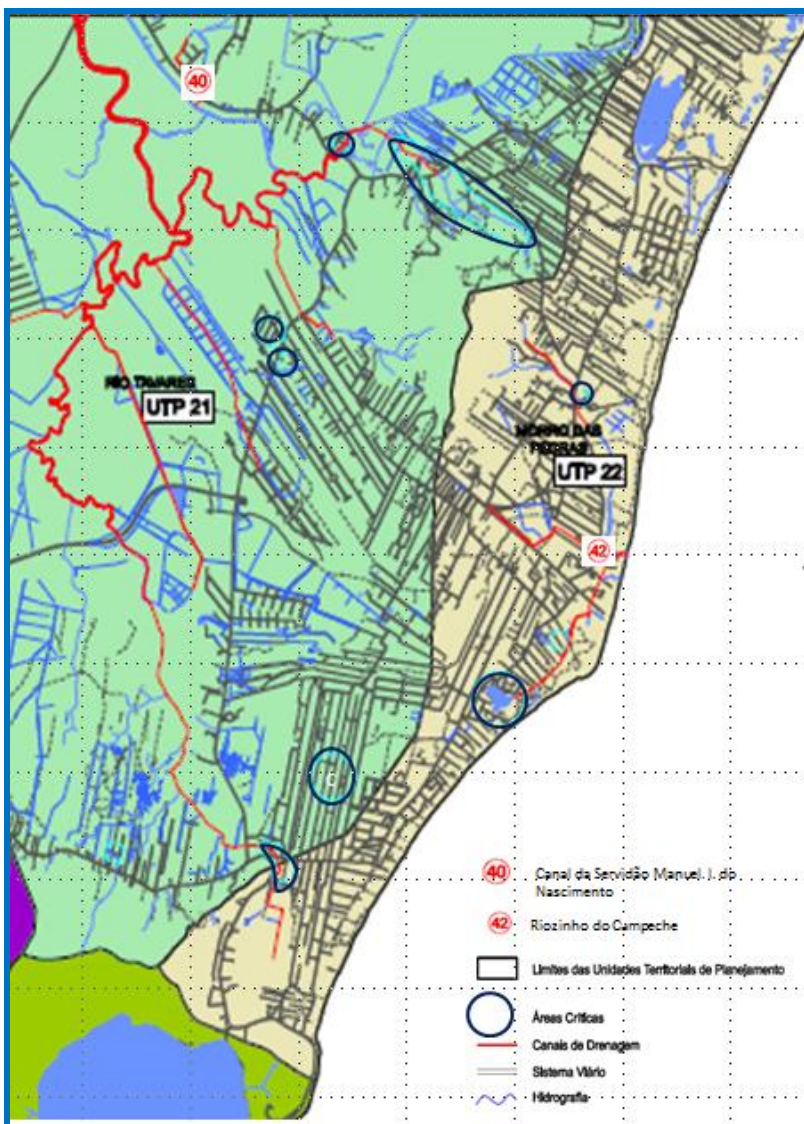 40
RIO TAVARES
UTP 21
MORRO DAS
PEDRAS
UTP 22
42
40 Canal da Servidão Manuel. J. do
Nascimento
42 Riozinho do Campeche
Limites das Unidades Territoriais de Planejamento
Áreas Críticas
Canais de Drenagem
Sistema Viário
Hidrografia